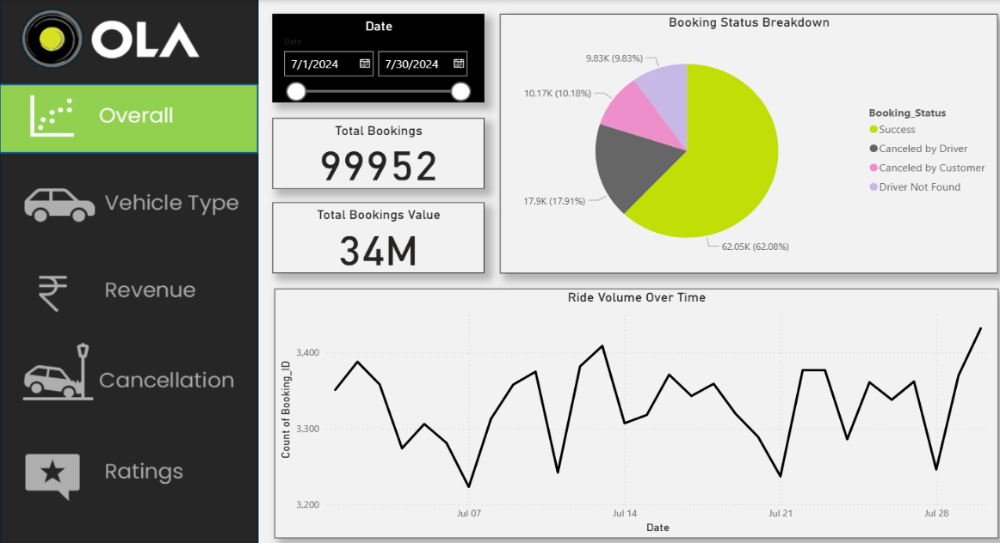 OLA
Overall
Vehicle Type
Revenue
Cancellation
Ratings
Date
Date
7/1/2024
7/30/2024
Total Bookings
99952
Total Bookings Value
34M
Booking Status Breakdown
9.83K (9.83%)
10.17K (10.18%)
17.9K (17.91%)
62.05K (62.08%)
Booking_Status
Success
Canceled by Driver
Canceled by Customer
Driver Not Found
Ride Volume Over Time
Count of Booking_ID
3,400
3,300
3,200
Jul 07
Jul 14
Jul 21
Jul 28
Date